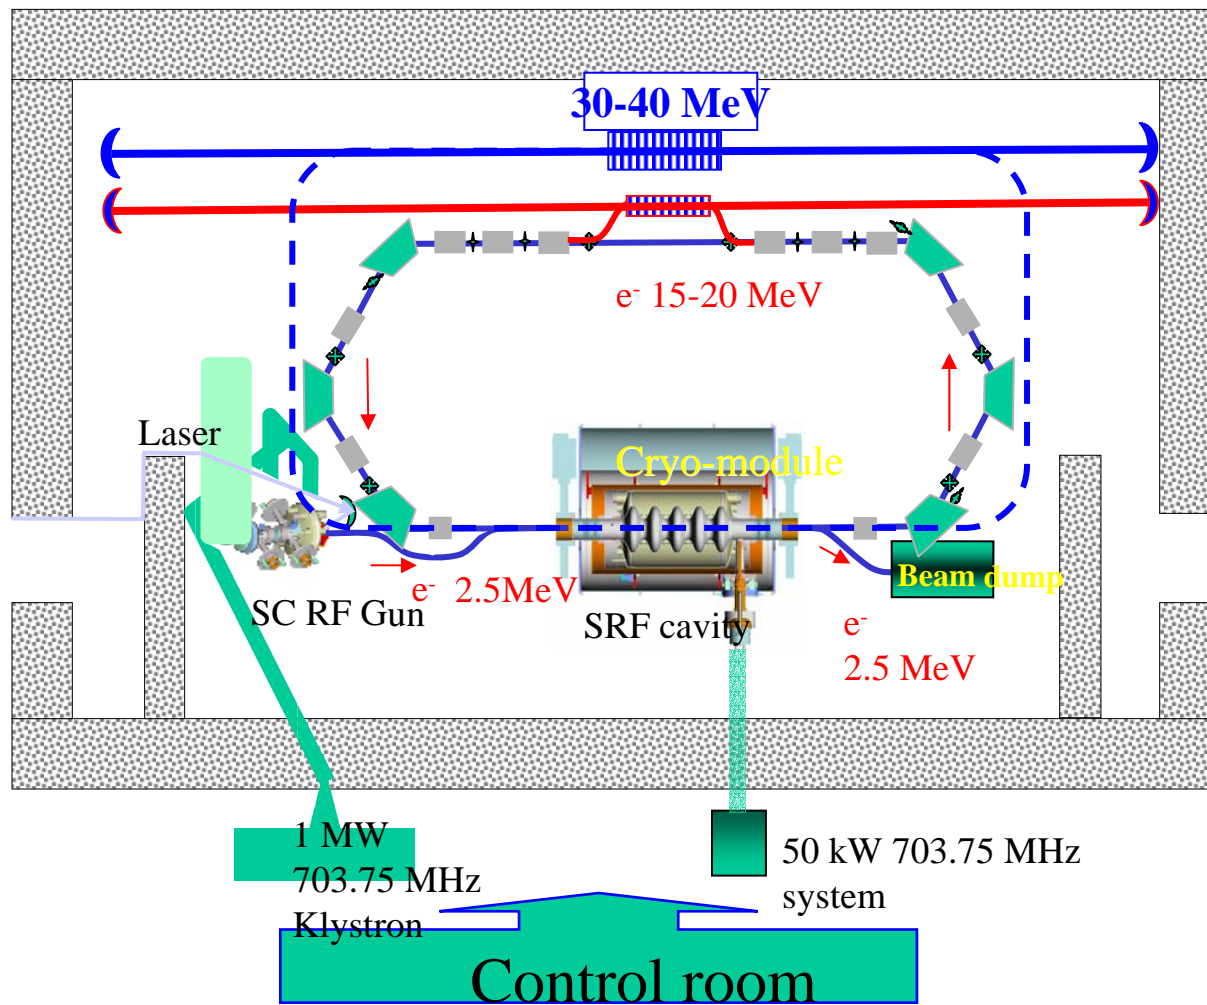 30-40 MeV
e- 15-20 MeV
Laser
Cryo-module
Beam dump
e- 2.5MeV
SC RF Gun
SRF cavity
e-
2.5 MeV
1 MW
703.75 MHz
Klystron
50 kW 703.75 MHz
system
Control room